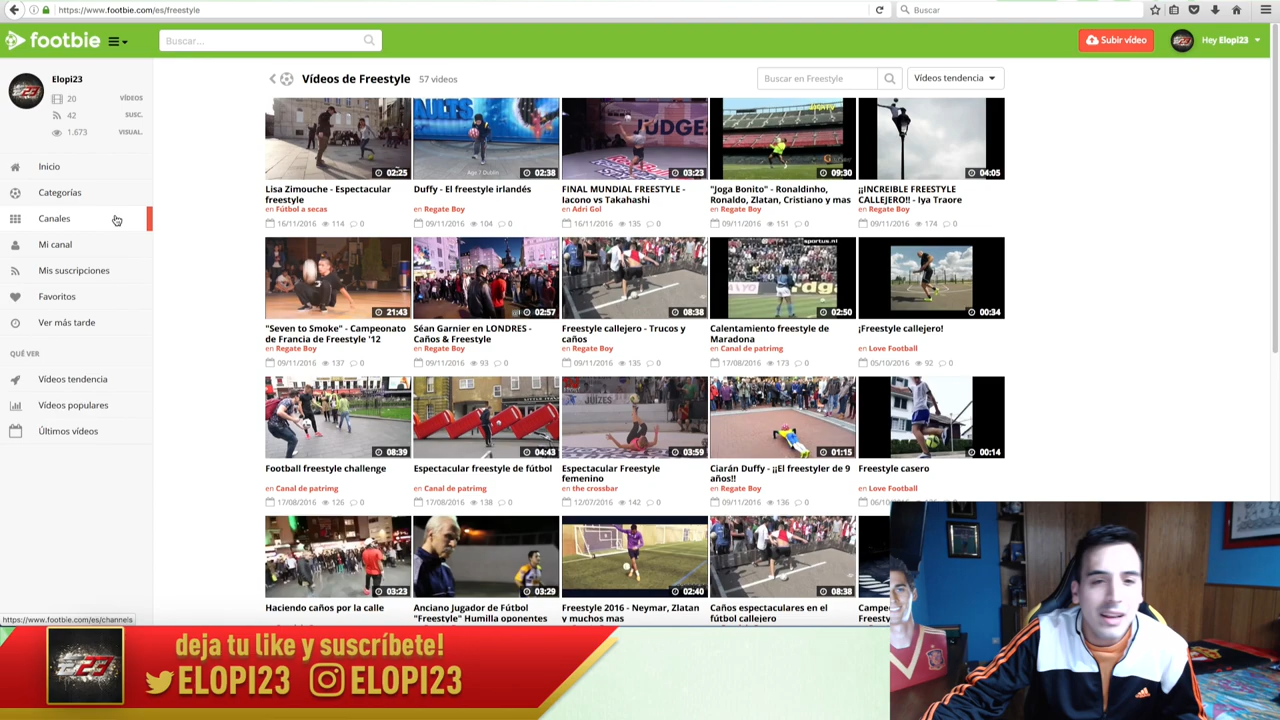 https://www.footbie.com/es/freestyle
Buscar
footbie
Buscar...
Subir vídeo
Hey Elopi23
Elopi23
20 VÍDEOS
42 SUSC.
1.673 VISUAL.
Inicio
Categorías
Canales
Mi canal
Mis suscripciones
Favoritos
Ver más tarde
QUÉ VER
Vídeos tendencia
Vídeos populares
Últimos vídeos
Vídeos de Freestyle 57 videos
Buscar en Freestyle
Vídeos tendencia
02:25
Age 7 Dublin
02:38
JUDGE
03:23
09:30
04:05
Lisa Zimouche - Espectacular
freestyle
en Fútbol a secas
16/11/2016 114 0
Duffy - El freestyle irlandés
en Regate Boy
09/11/2016 104 0
FINAL MUNDIAL FREESTYLE -
Iacono vs Takahashi
en Adri Gol
16/11/2016 135 0
"Joga Bonito" - Ronaldinho,
Ronaldo, Zlatan, Cristiano y mas
en Regate Boy
09/11/2016 151 0
¡¡INCREIBLE FREESTYLE
CALLEJERO!! - Iya Traore
en Regate Boy
09/11/2016 174 0
21:43
02:57
08:38
sportus.nl
02:50
00:34
"Seven to Smoke" - Campeonato
de Francia de Freestyle '12
en Regate Boy
09/11/2016 137 0
Séan Garnier en LONDRES -
Caños & Freestyle
en Regate Boy
09/11/2016 93 0
Freestyle callejero - Trucos y
caños
en Regate Boy
09/11/2016 135 0
Calentamiento freestyle de
Maradona
en Canal de patrimg
17/08/2016 173 0
¡Freestyle callejero!
en Love Football
05/10/2016 92 0
08:39
04:43
JUÍZES
03:59
01:15
00:14
Football freestyle challenge
en Canal de patrimg
17/08/2016 126 0
Espectacular freestyle de fútbol
en Canal de patrimg
17/08/2016 138 0
Espectacular Freestyle
femenino
en the crossbar
12/07/2016 142 0
Ciarán Duffy - ¡¡El freestyler de 9
años!!
en Regate Boy
09/11/2016 136 0
Freestyle casero
en Love Football
03:23
03:29
02:40
08:38
Haciendo caños por la calle
Anciano Jugador de Fútbol
"Freestyle" Humilla oponentes
Freestyle 2016 - Neymar, Zlatan
y muchos mas
Caños espectaculares en el
fútbol callejero
https://www.footbie.com/es/channels
deja tu like y suscríbete!
23
ELOPI23 ELOPI23
adidas